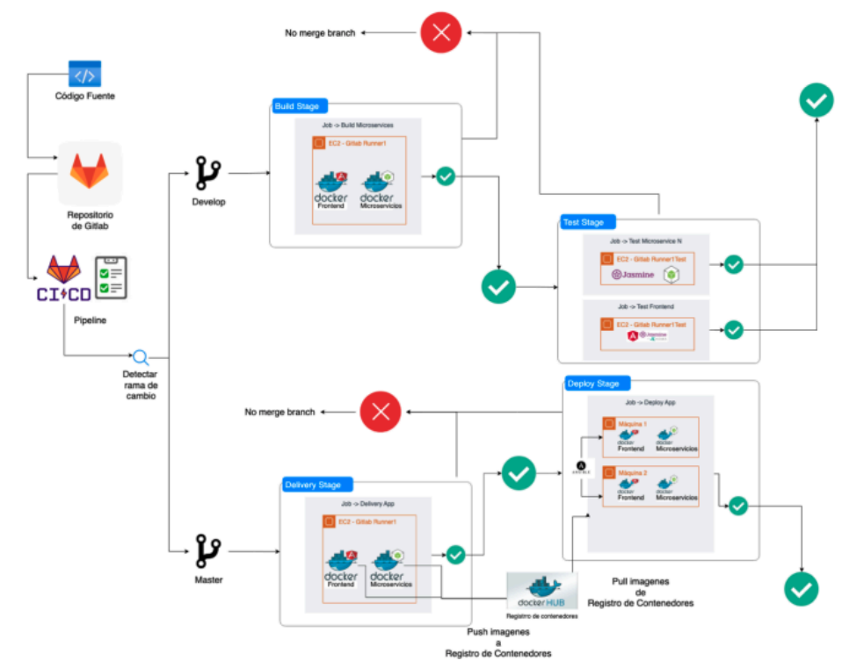 No merge branch
Código Fuente
Build Stage
Job -> Build Microservices
EC2 - Gitlab Runner1
docker
Frontend
docker
Microservicios
Repositorio
de Gitlab
Develop
Test Stage
Job -> Test Microservice N
EC2 - Gitlab Runner1Test
Jasmine
Job -> Test Frontend
EC2 - Gitlab Runner1Test
Jasmine
CI CD
Pipeline
Detectar
rama de
cambio
No merge branch
Deploy Stage
Job -> Deploy App
Máquina 1
docker
Frontend
docker
Microservicios
Máquina 2
docker
Frontend
docker
Microservicios
Delivery Stage
Job -> Delivery App
EC2 - Gitlab Runner1
docker
Frontend
docker
Microservicios
Master
docker HUB
Registro de contenedores
Pull imagenes
de
Registro de Contenedores
Push imagenes
a
Registro de Contenedores